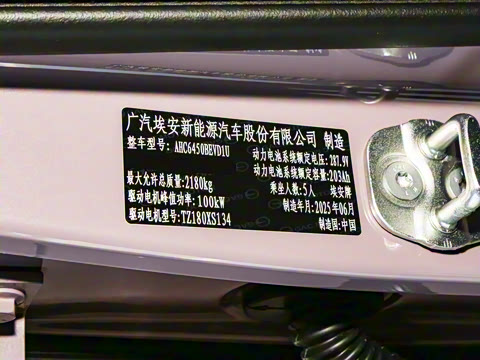 广汽埃安新能源汽车股份有限公司 制造
整车型号: AHC6450BEVD1U
动力电池系统额定电压: 287.9V
动力电池系统额定容量: 203Ah
最大允许总质量: 2180kg 乘坐人数: 5人 埃安牌
驱动电机峰值功率: 100kW 制造年月: 2025年06月
驱动电机型号: TZ180XS134 制造国: 中国